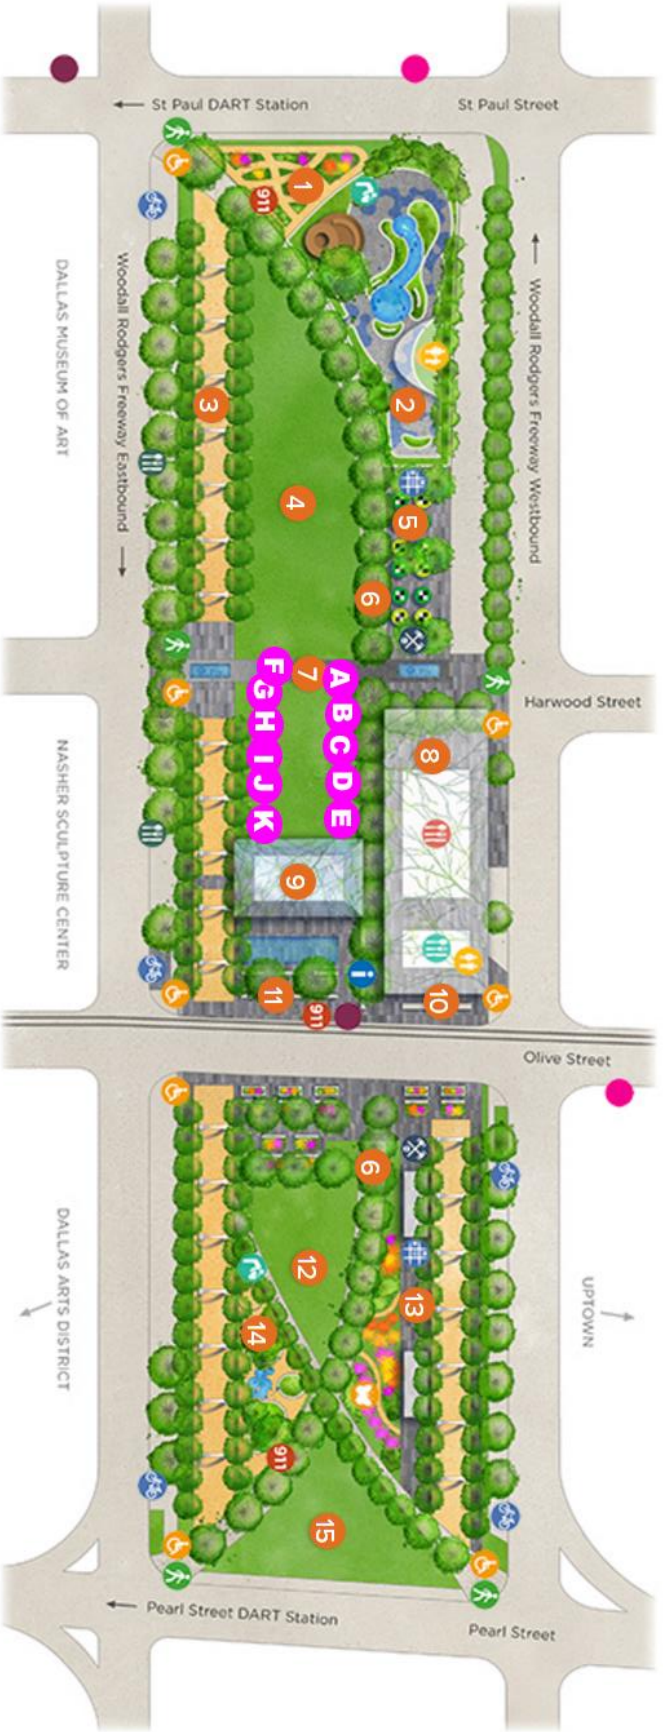 ← St Paul DART Station
St Paul Street
1
911
DALLAS MUSEUM OF ART
Woodall Rodgers Freeway Eastbound →
← Woodall Rodgers Freeway Westbound
2
3
4
5
6
7
F
G
H
I
J
K
A
B
C
D
E
Harwood Street
8
NASHER SCULPTURE CENTER
9
i
10
11
911
Olive Street
6
12
13
14
DALLAS ARTS DISTRICT
UPTOWN
911
15
← Pearl Street DART Station
Pearl Street